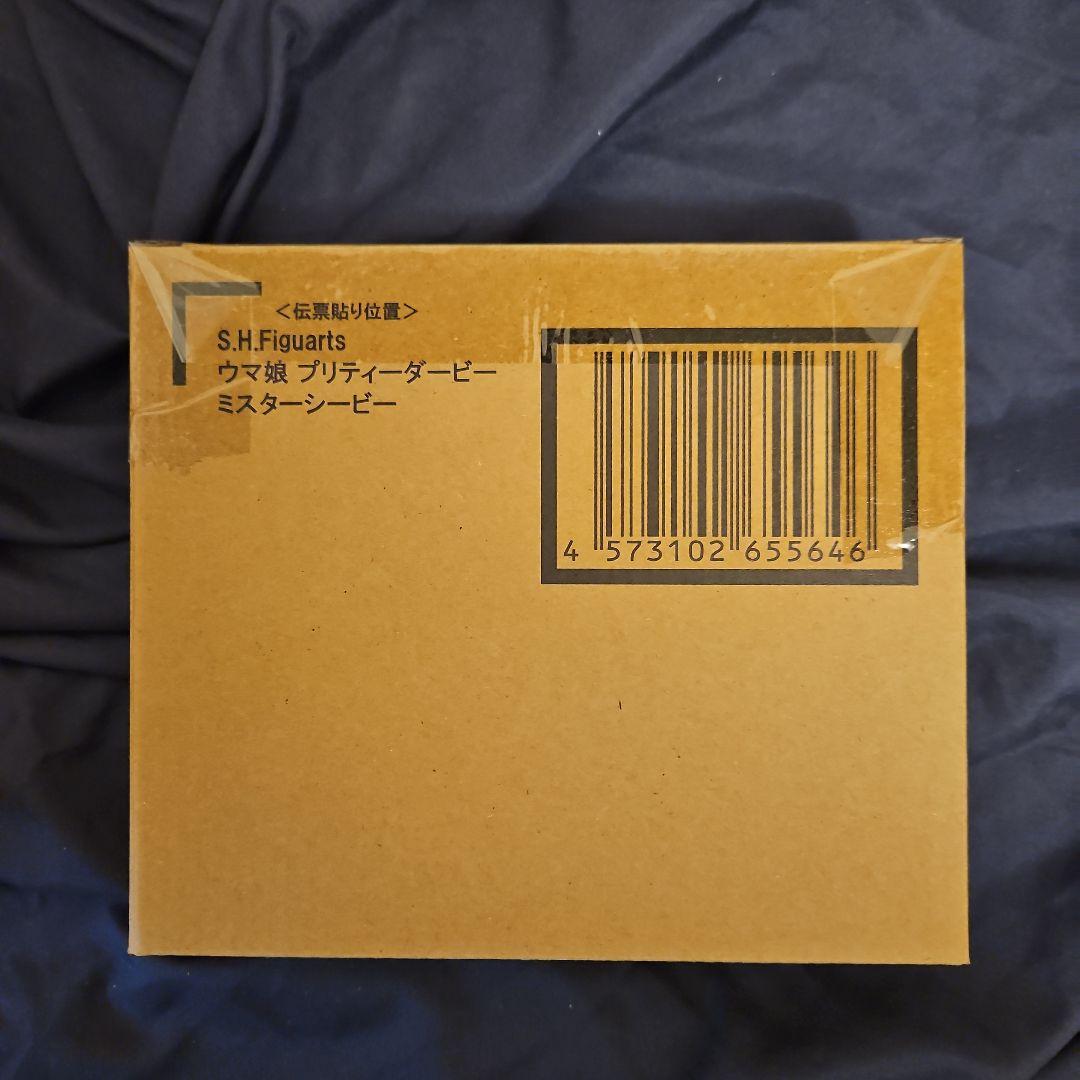 ＜伝票貼り位置＞
S.H.Figuarts
ウマ娘 プリティーダービー
ミスターシービー
4 573102 655646